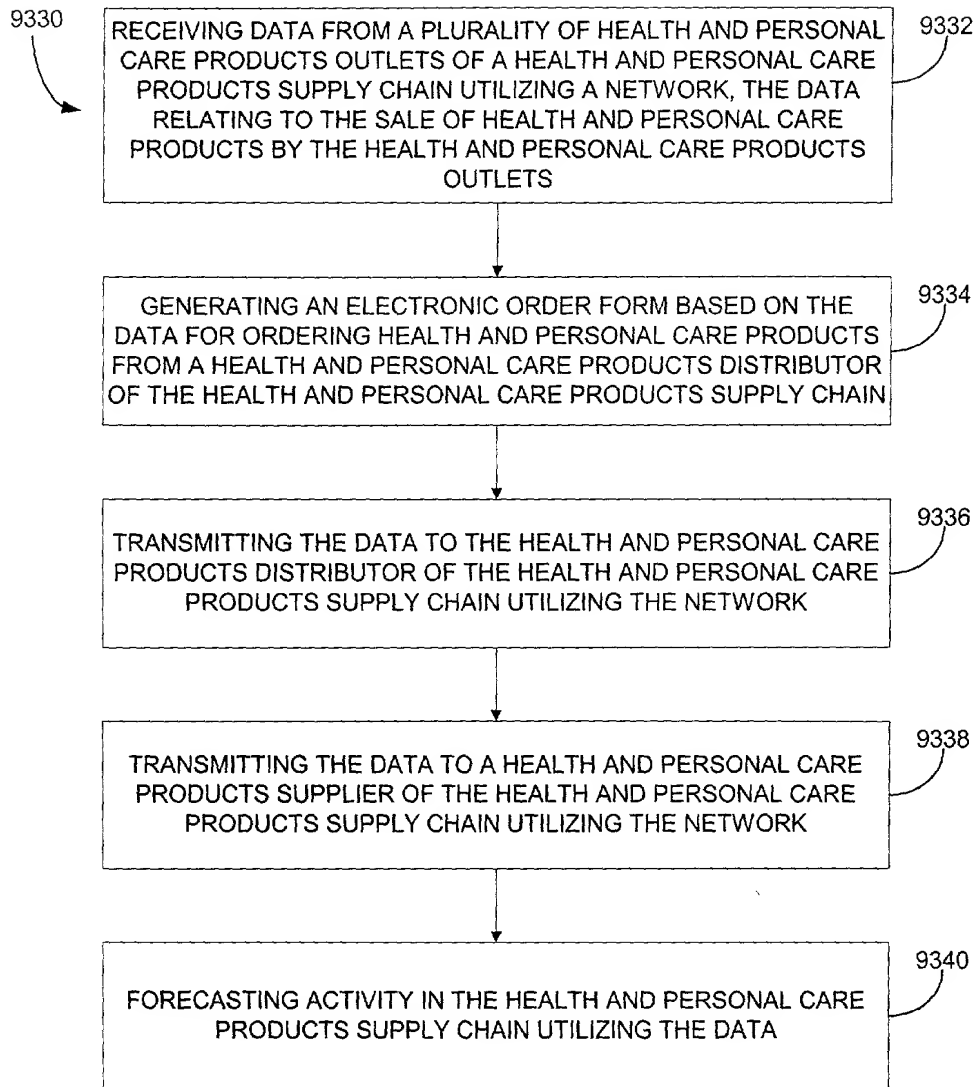 9330
RECEIVING DATA FROM A PLURALITY OF HEALTH AND PERSONAL
CARE PRODUCTS OUTLETS OF A HEALTH AND PERSONAL CARE
PRODUCTS SUPPLY CHAIN UTILIZING A NETWORK, THE DATA
RELATING TO THE SALE OF HEALTH AND PERSONAL CARE
PRODUCTS BY THE HEALTH AND PERSONAL CARE PRODUCTS
OUTLETS
9332
GENERATING AN ELECTRONIC ORDER FORM BASED ON THE
DATA FOR ORDERING HEALTH AND PERSONAL CARE PRODUCTS
FROM A HEALTH AND PERSONAL CARE PRODUCTS DISTRIBUTOR
OF THE HEALTH AND PERSONAL CARE PRODUCTS SUPPLY CHAIN
9334
TRANSMITTING THE DATA TO THE HEALTH AND PERSONAL CARE
PRODUCTS DISTRIBUTOR OF THE HEALTH AND PERSONAL CARE
PRODUCTS SUPPLY CHAIN UTILIZING THE NETWORK
9336
TRANSMITTING THE DATA TO A HEALTH AND PERSONAL CARE
PRODUCTS SUPPLIER OF THE HEALTH AND PERSONAL CARE
PRODUCTS SUPPLY CHAIN UTILIZING THE NETWORK
9338
FORECASTING ACTIVITY IN THE HEALTH AND PERSONAL CARE
PRODUCTS SUPPLY CHAIN UTILIZING THE DATA
9340